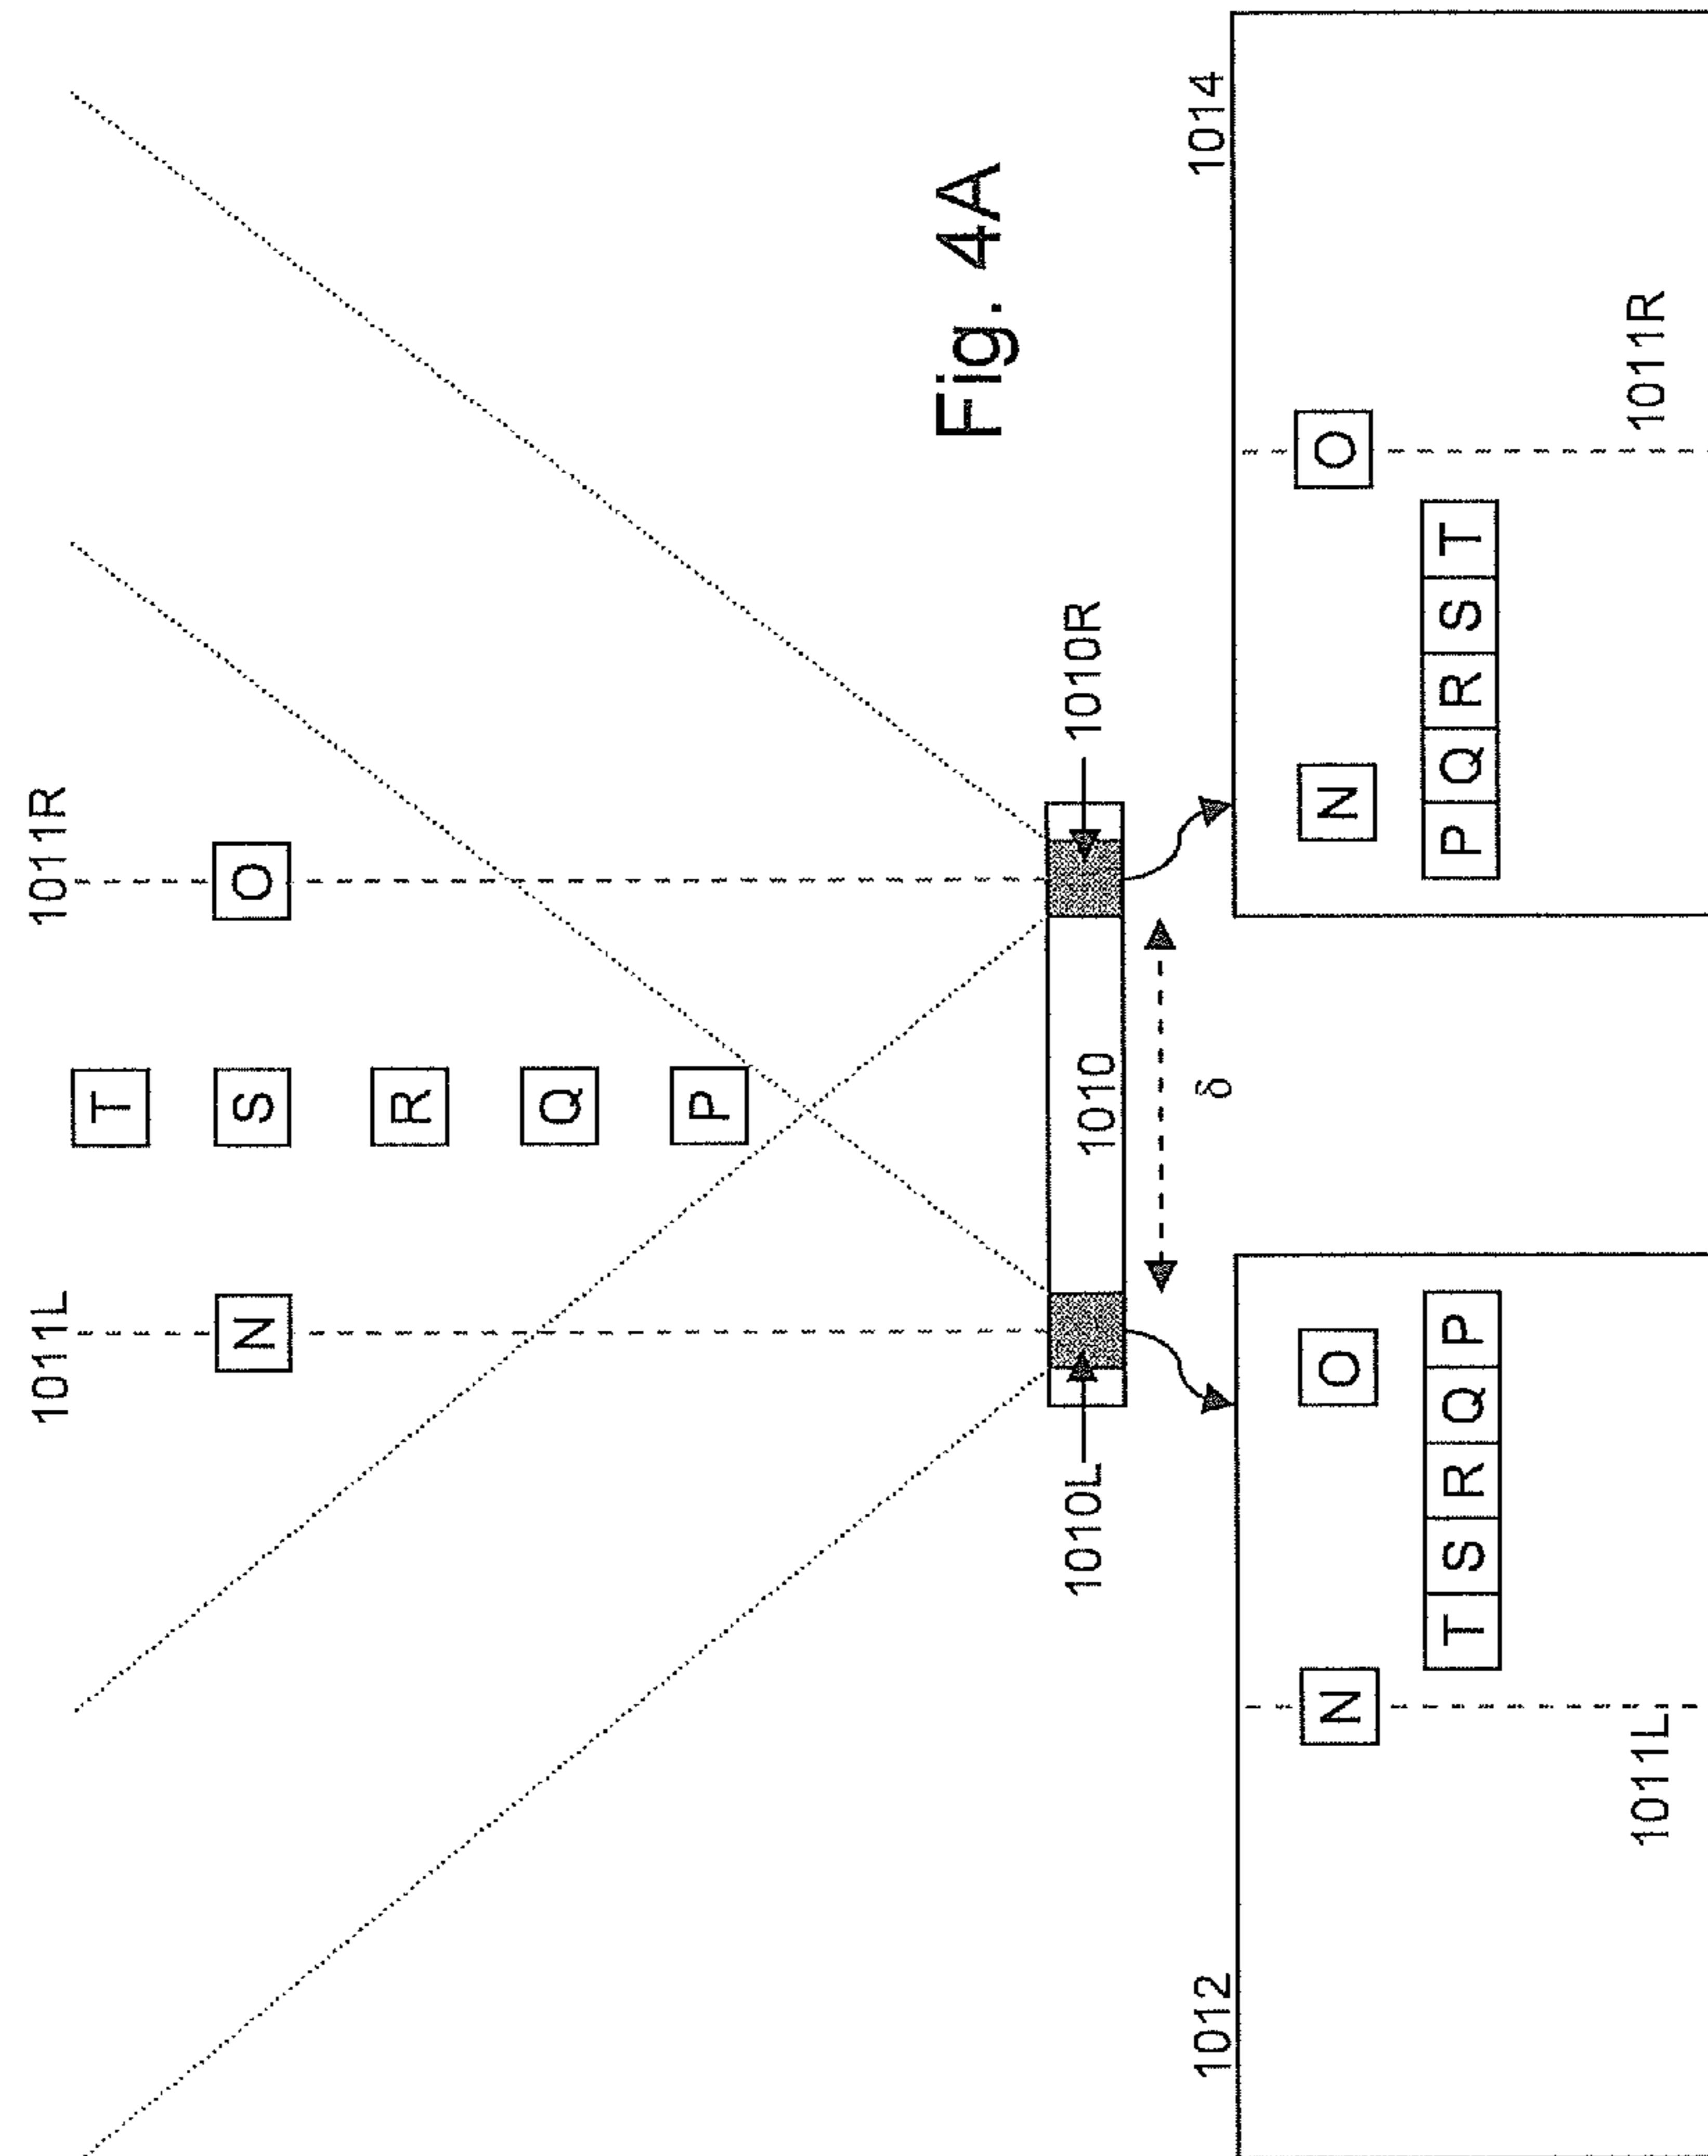 1011L 1011R
T
N S O
R
Q
P
Fig. 4A
1010L 1010 1010R
δ
1012 1014
N O N O
T S R Q P P Q R S T
1011L 1011R